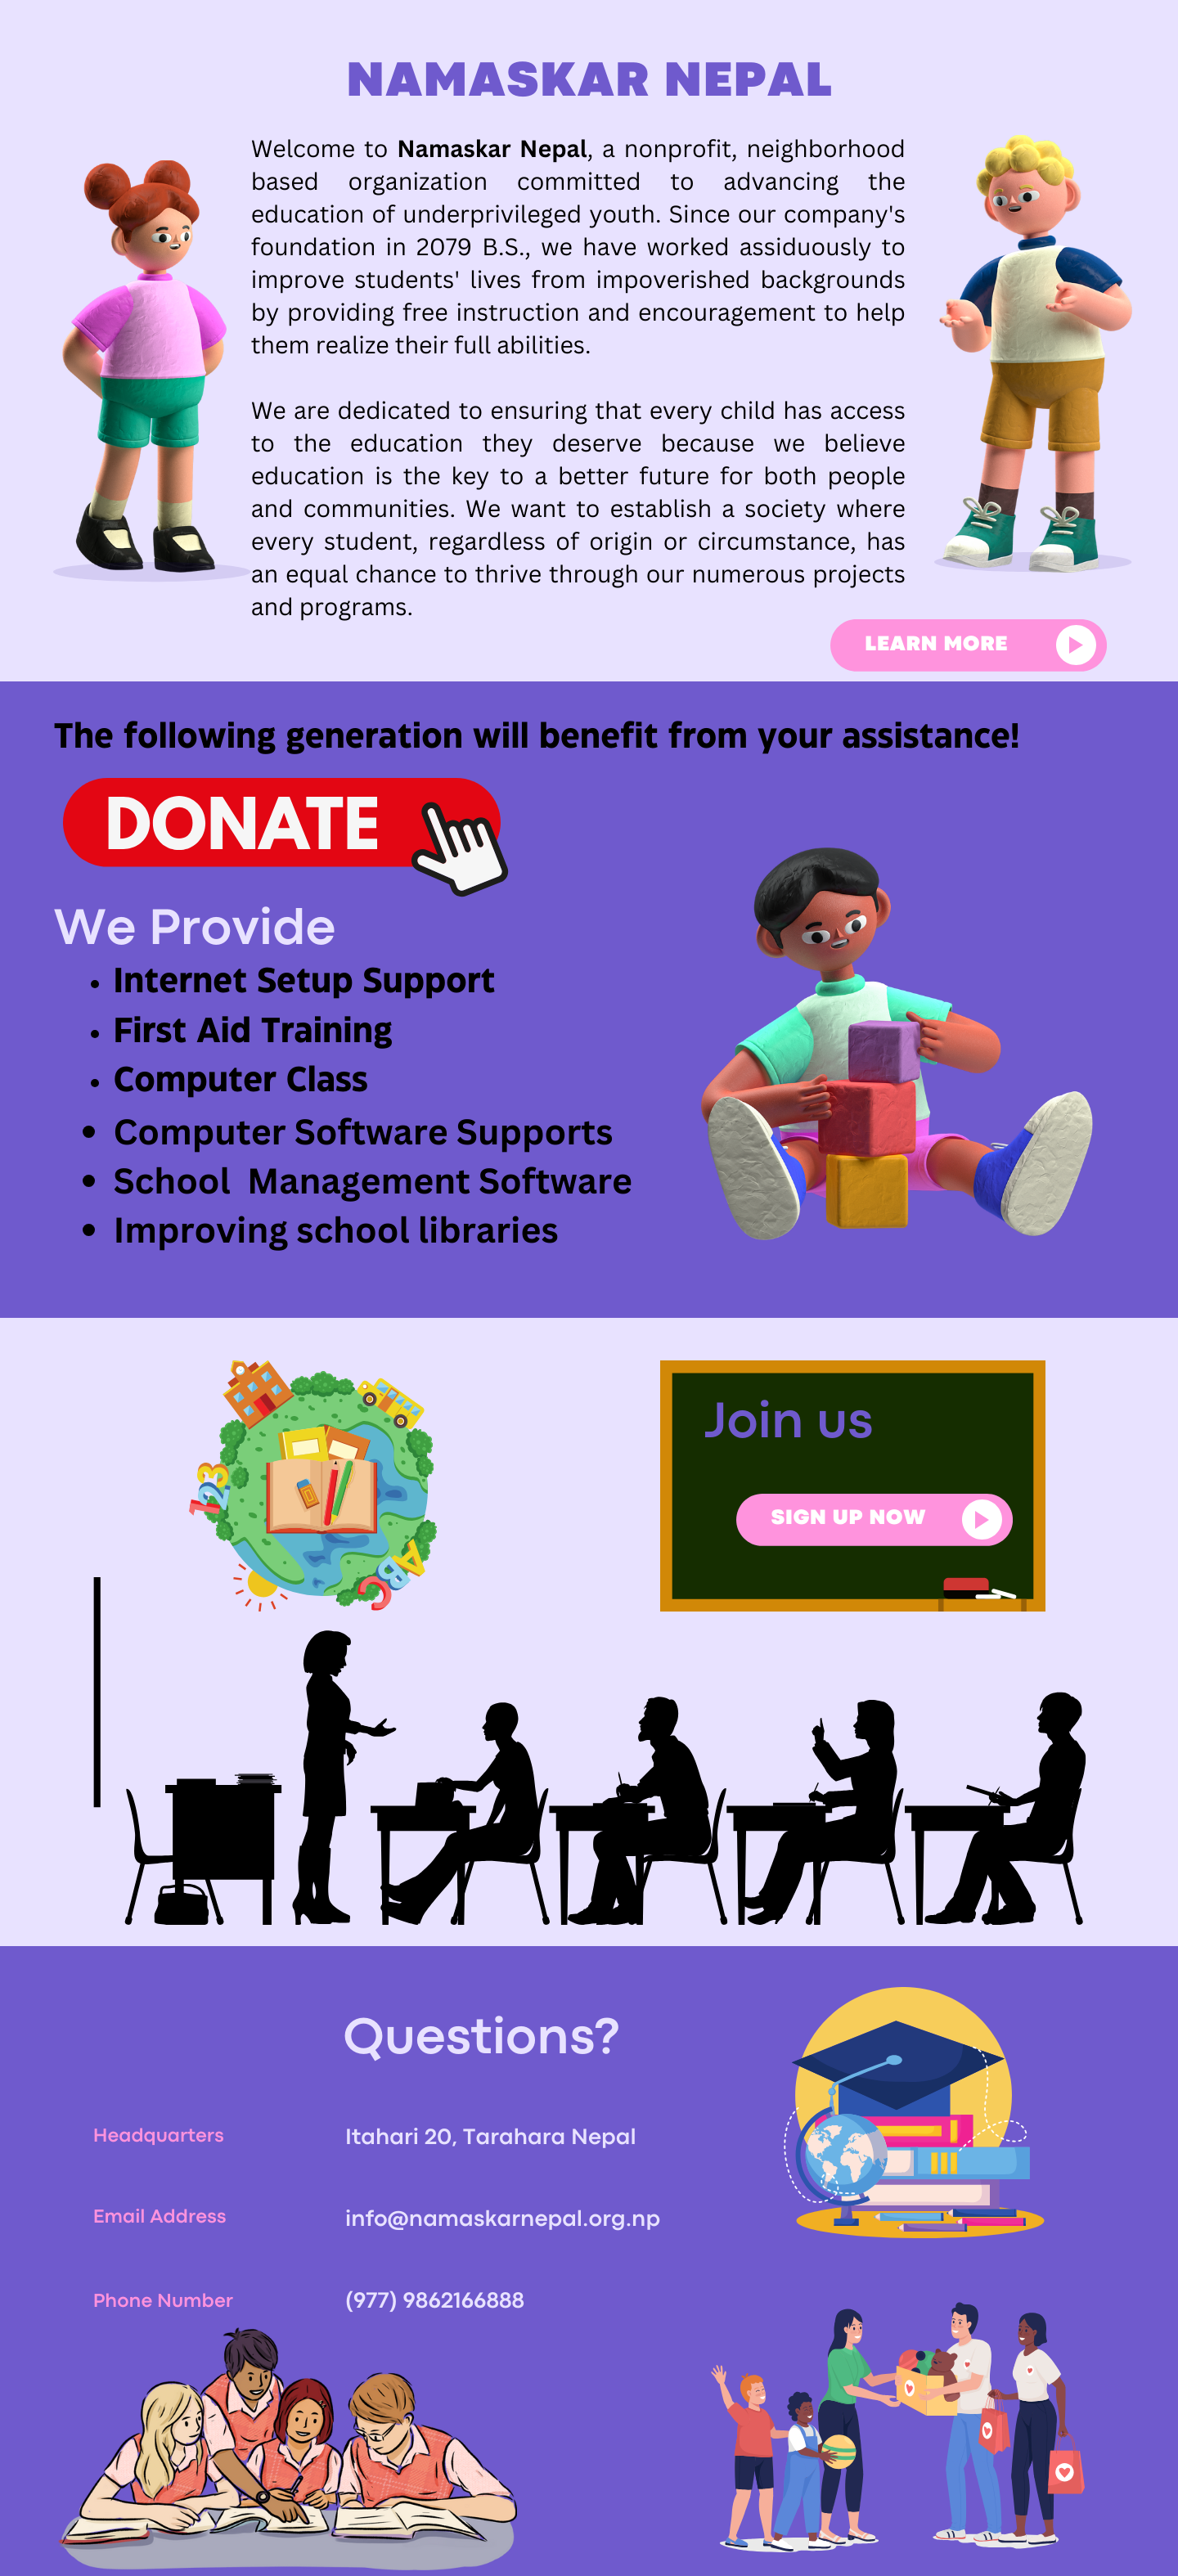 NAMASKAR NEPAL
Welcome to Namaskar Nepal, a nonprofit, neighborhood
based organization committed to advancing the
education of underprivileged youth. Since our company's
foundation in 2079 B.S., we have worked assiduously to
improve students' lives from impoverished backgrounds
by providing free instruction and encouragement to help
them realize their full abilities.
We are dedicated to ensuring that every child has access
to the education they deserve because we believe
education is the key to a better future for both people
and communities. We want to establish a society where
every student, regardless of origin or circumstance, has
an equal chance to thrive through our numerous projects
and programs.
LEARN MORE
The following generation will benefit from your assistance!
DONATE
We Provide
• Internet Setup Support
• First Aid Training
• Computer Class
• Computer Software Supports
• School Management Software
• Improving school libraries
123
ABC
Join us
SIGN UP NOW
Questions?
Headquarters
Itahari 20, Tarahara Nepal
Email Address
info@namaskarnepal.org.np
Phone Number
(977) 9862166888